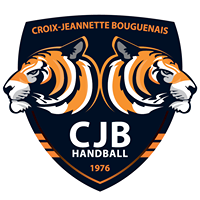 CROIX-JEANNETTE BOUGUENAIS
CJB
HANDBALL
1976